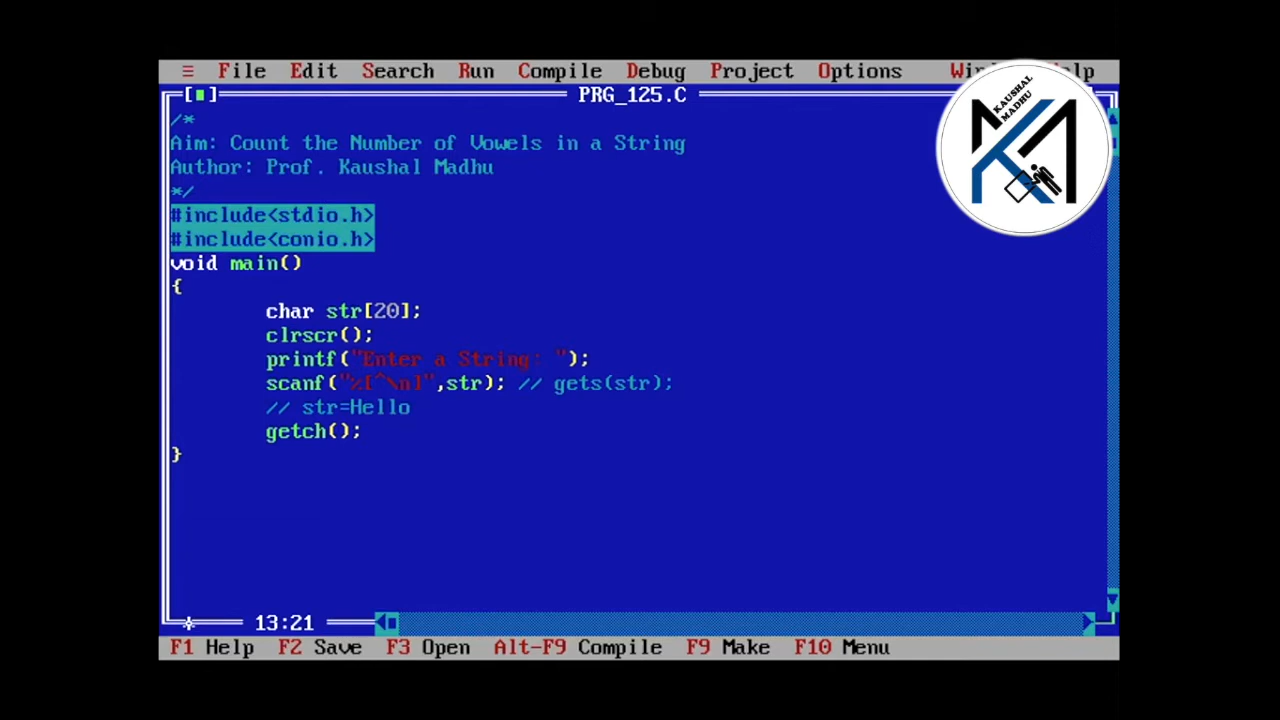 ≡ File Edit Search Run Compile Debug Project Options
KAUSHAL
MADHU
[■] PRG_125.C
/*
Aim: Count the Number of Vowels in a String
Author: Prof. Kaushal Madhu
*/
#include<stdio.h>
#include<conio.h>
void main()
{
char str[20];
clrscr();
printf("Enter a String: ");
scanf("%[^\n]",str); // gets(str);
// str=Hello
getch();
}
13:21
F1 Help F2 Save F3 Open Alt-F9 Compile F9 Make F10 Menu